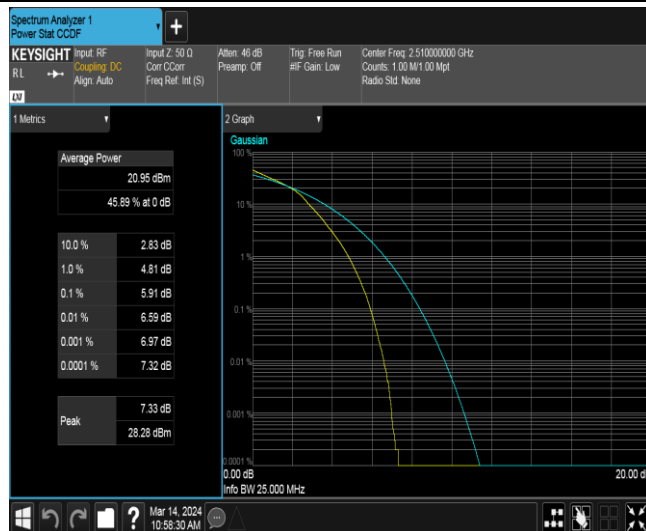 Spectrum Analyzer 1
Power Stat CCDF
+
KEYSIGHT
RL
Input: RF
Coupling: DC
Align: Auto
Input Z: 50 Ω
Corr CCorr
Freq Ref: Int (S)
Atten: 46 dB
Preamp: Off
Trig: Free Run
#IF Gain: Low
Center Freq: 2.510000000 GHz
Counts: 1.00 M/1.00 Mpt
Radio Std: None
LXI
1 Metrics
Average Power
20.95 dBm
45.89 % at 0 dB
10.0 % 2.83 dB
1.0 % 4.81 dB
0.1 % 5.91 dB
0.01 % 6.59 dB
0.001 % 6.97 dB
0.0001 % 7.32 dB
Peak
7.33 dB
28.28 dBm
2 Graph
Gaussian
100 %
10 %
1 %
0.1 %
0.01 %
0.001 %
0.0001 %
0.00 dB
20.00 d
Info BW 25.000 MHz
?
Mar 14, 2024
10:58:30 AM